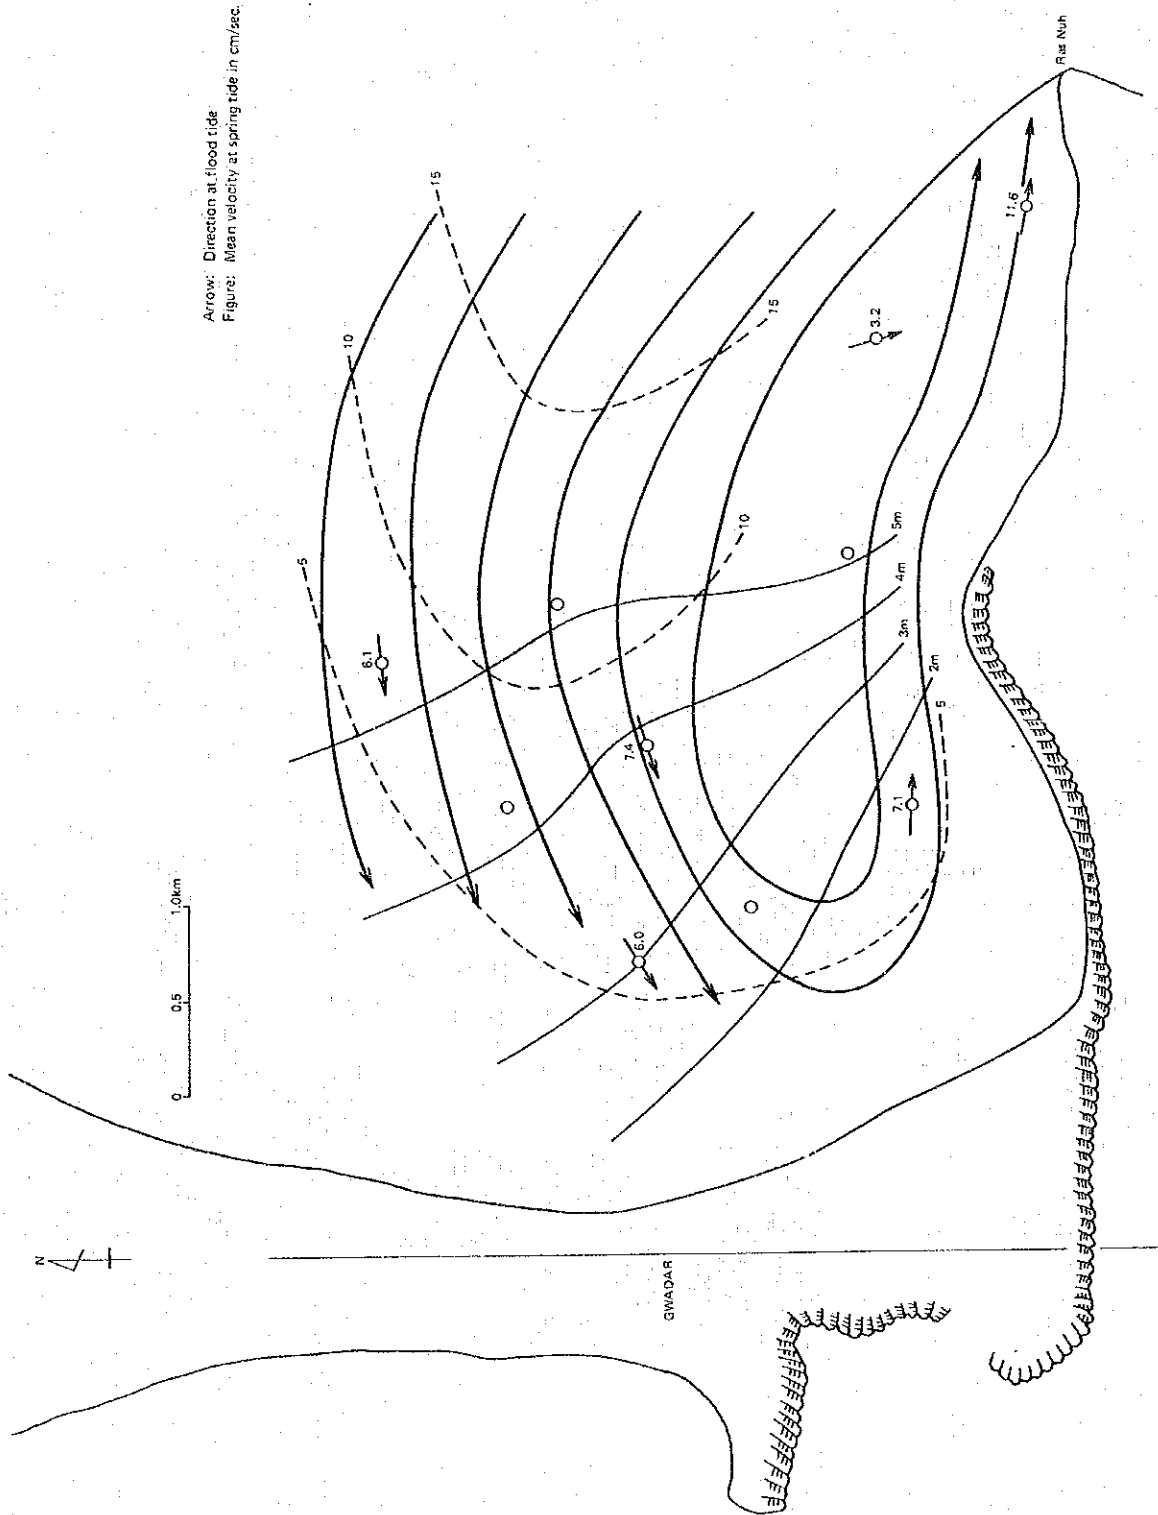 Arrow: Direction at flood tide
Figure: Mean velocity at spring tide in cm/sec.
N
0
0.5
1.0km
5
10
15
6.1
7.4
6.0
7.1
3.2
11.6
15
10
5
5m
4m
3m
2m
GWADAR
Ras Nuh